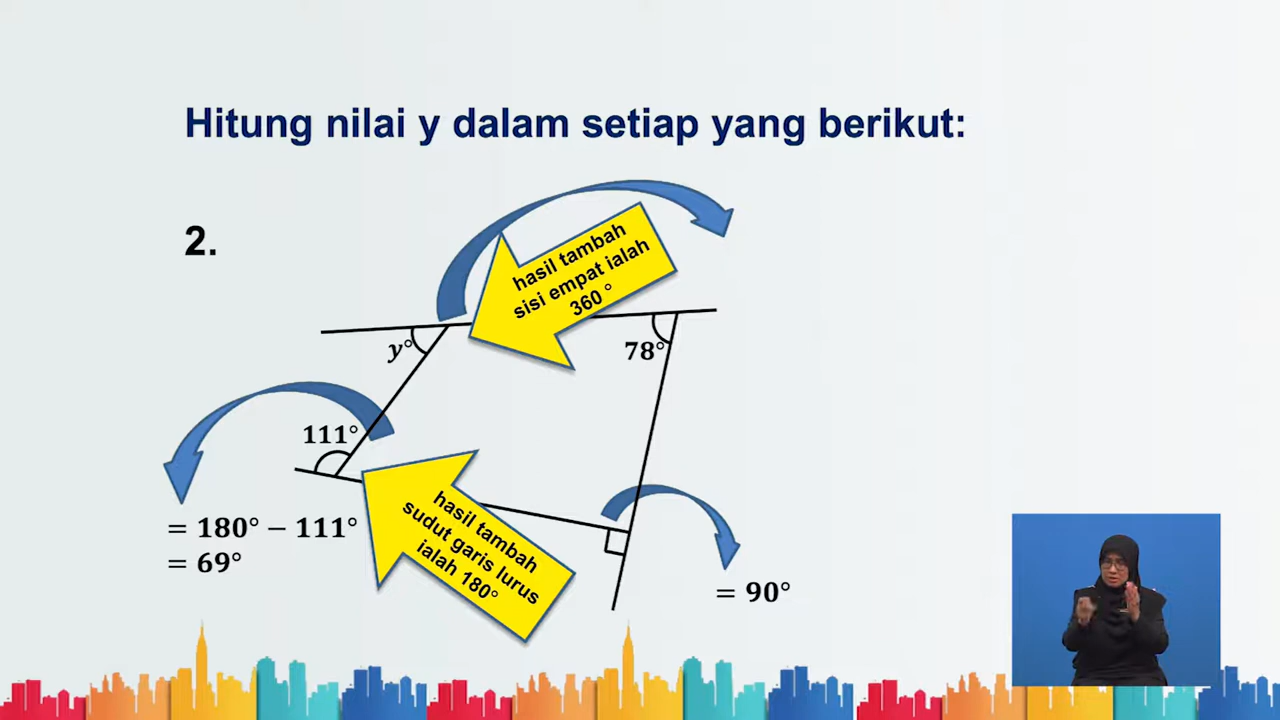 Hitung nilai y dalam setiap yang berikut:
2.
hasil tambah
sisi empat ialah
360 °
y°
78°
111°
= 180° − 111°
= 69°
hasil tambah
sudut garis lurus
ialah 180°
= 90°